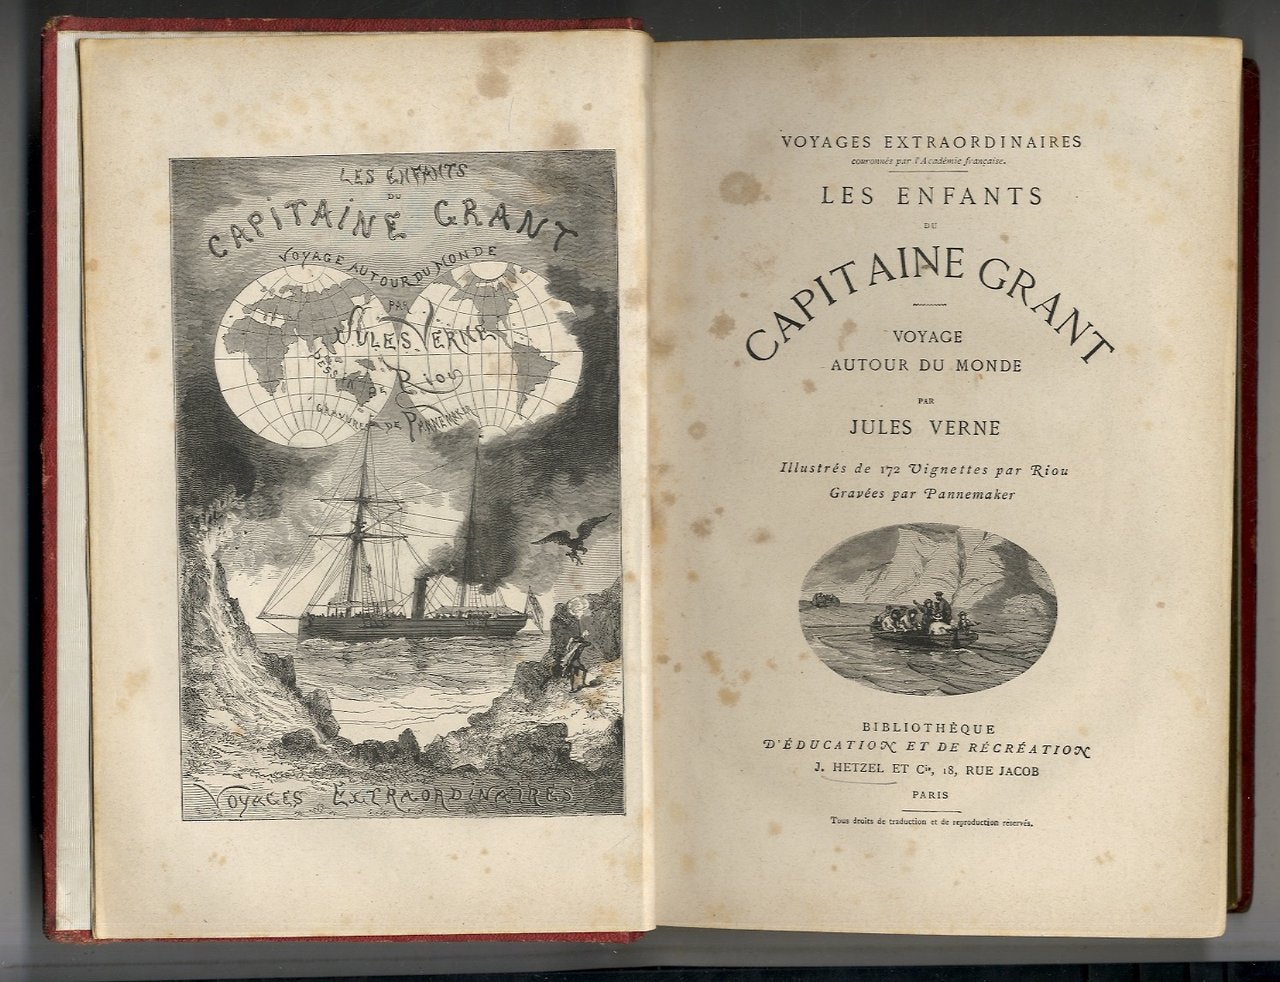 LES ENFANTS
DU
CAPITAINE GRANT
VOYAGE AUTOUR DU MONDE
PAR
JULES VERNE
DESSINS DE RIOU
GRAVURES DE PANNEMAKER
VOYAGES EXTRAORDINAIRES
VOYAGES EXTRAORDINAIRES
couronnés par l'Académie française.
LES ENFANTS
DU
CAPITAINE GRANT
VOYAGE
AUTOUR DU MONDE
PAR
JULES VERNE
Illustrés de 172 Vignettes par Riou
Gravées par Pannemaker
BIBLIOTHÈQUE
D'ÉDUCATION ET DE RÉCRÉATION
J. HETZEL ET Cie, 18, RUE JACOB
PARIS
Tous droits de traduction et de reproduction réservés.